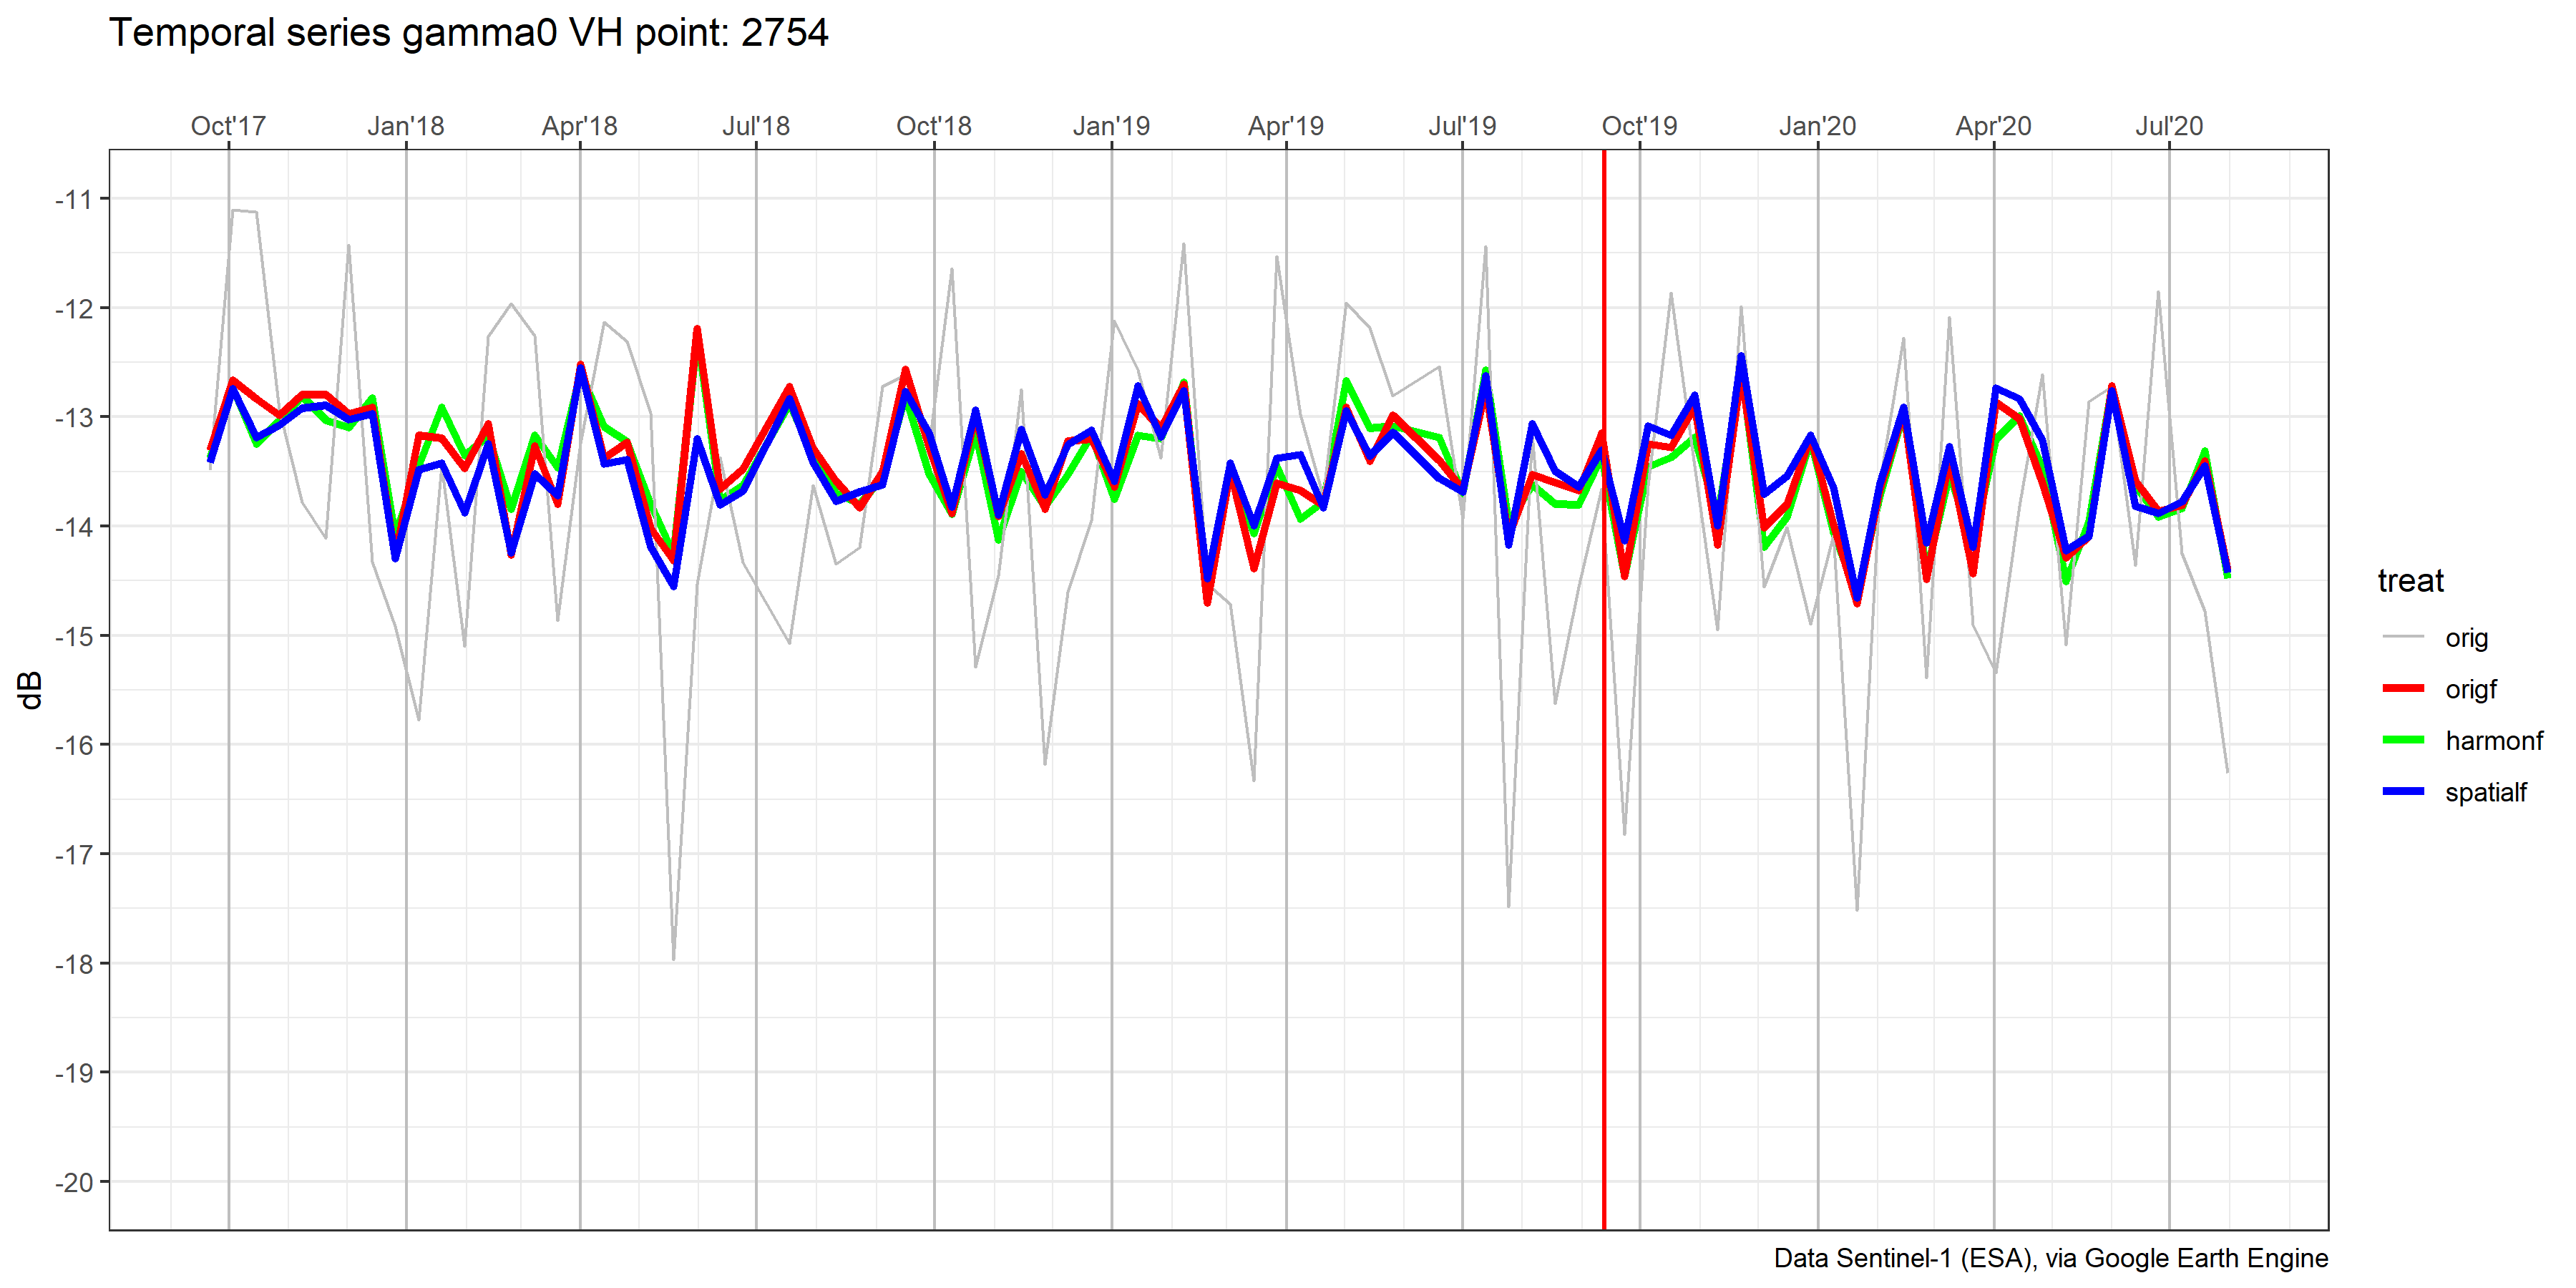 Temporal series gamma0 VH point: 2754
Oct'17 Jan'18 Apr'18 Jul'18 Oct'18 Jan'19 Apr'19 Jul'19 Oct'19 Jan'20 Apr'20 Jul'20
-11
-12
-13
-14
-15
-16
-17
-18
-19
-20
dB
treat
orig
origf
harmonf
spatialf
Data Sentinel-1 (ESA), via Google Earth Engine